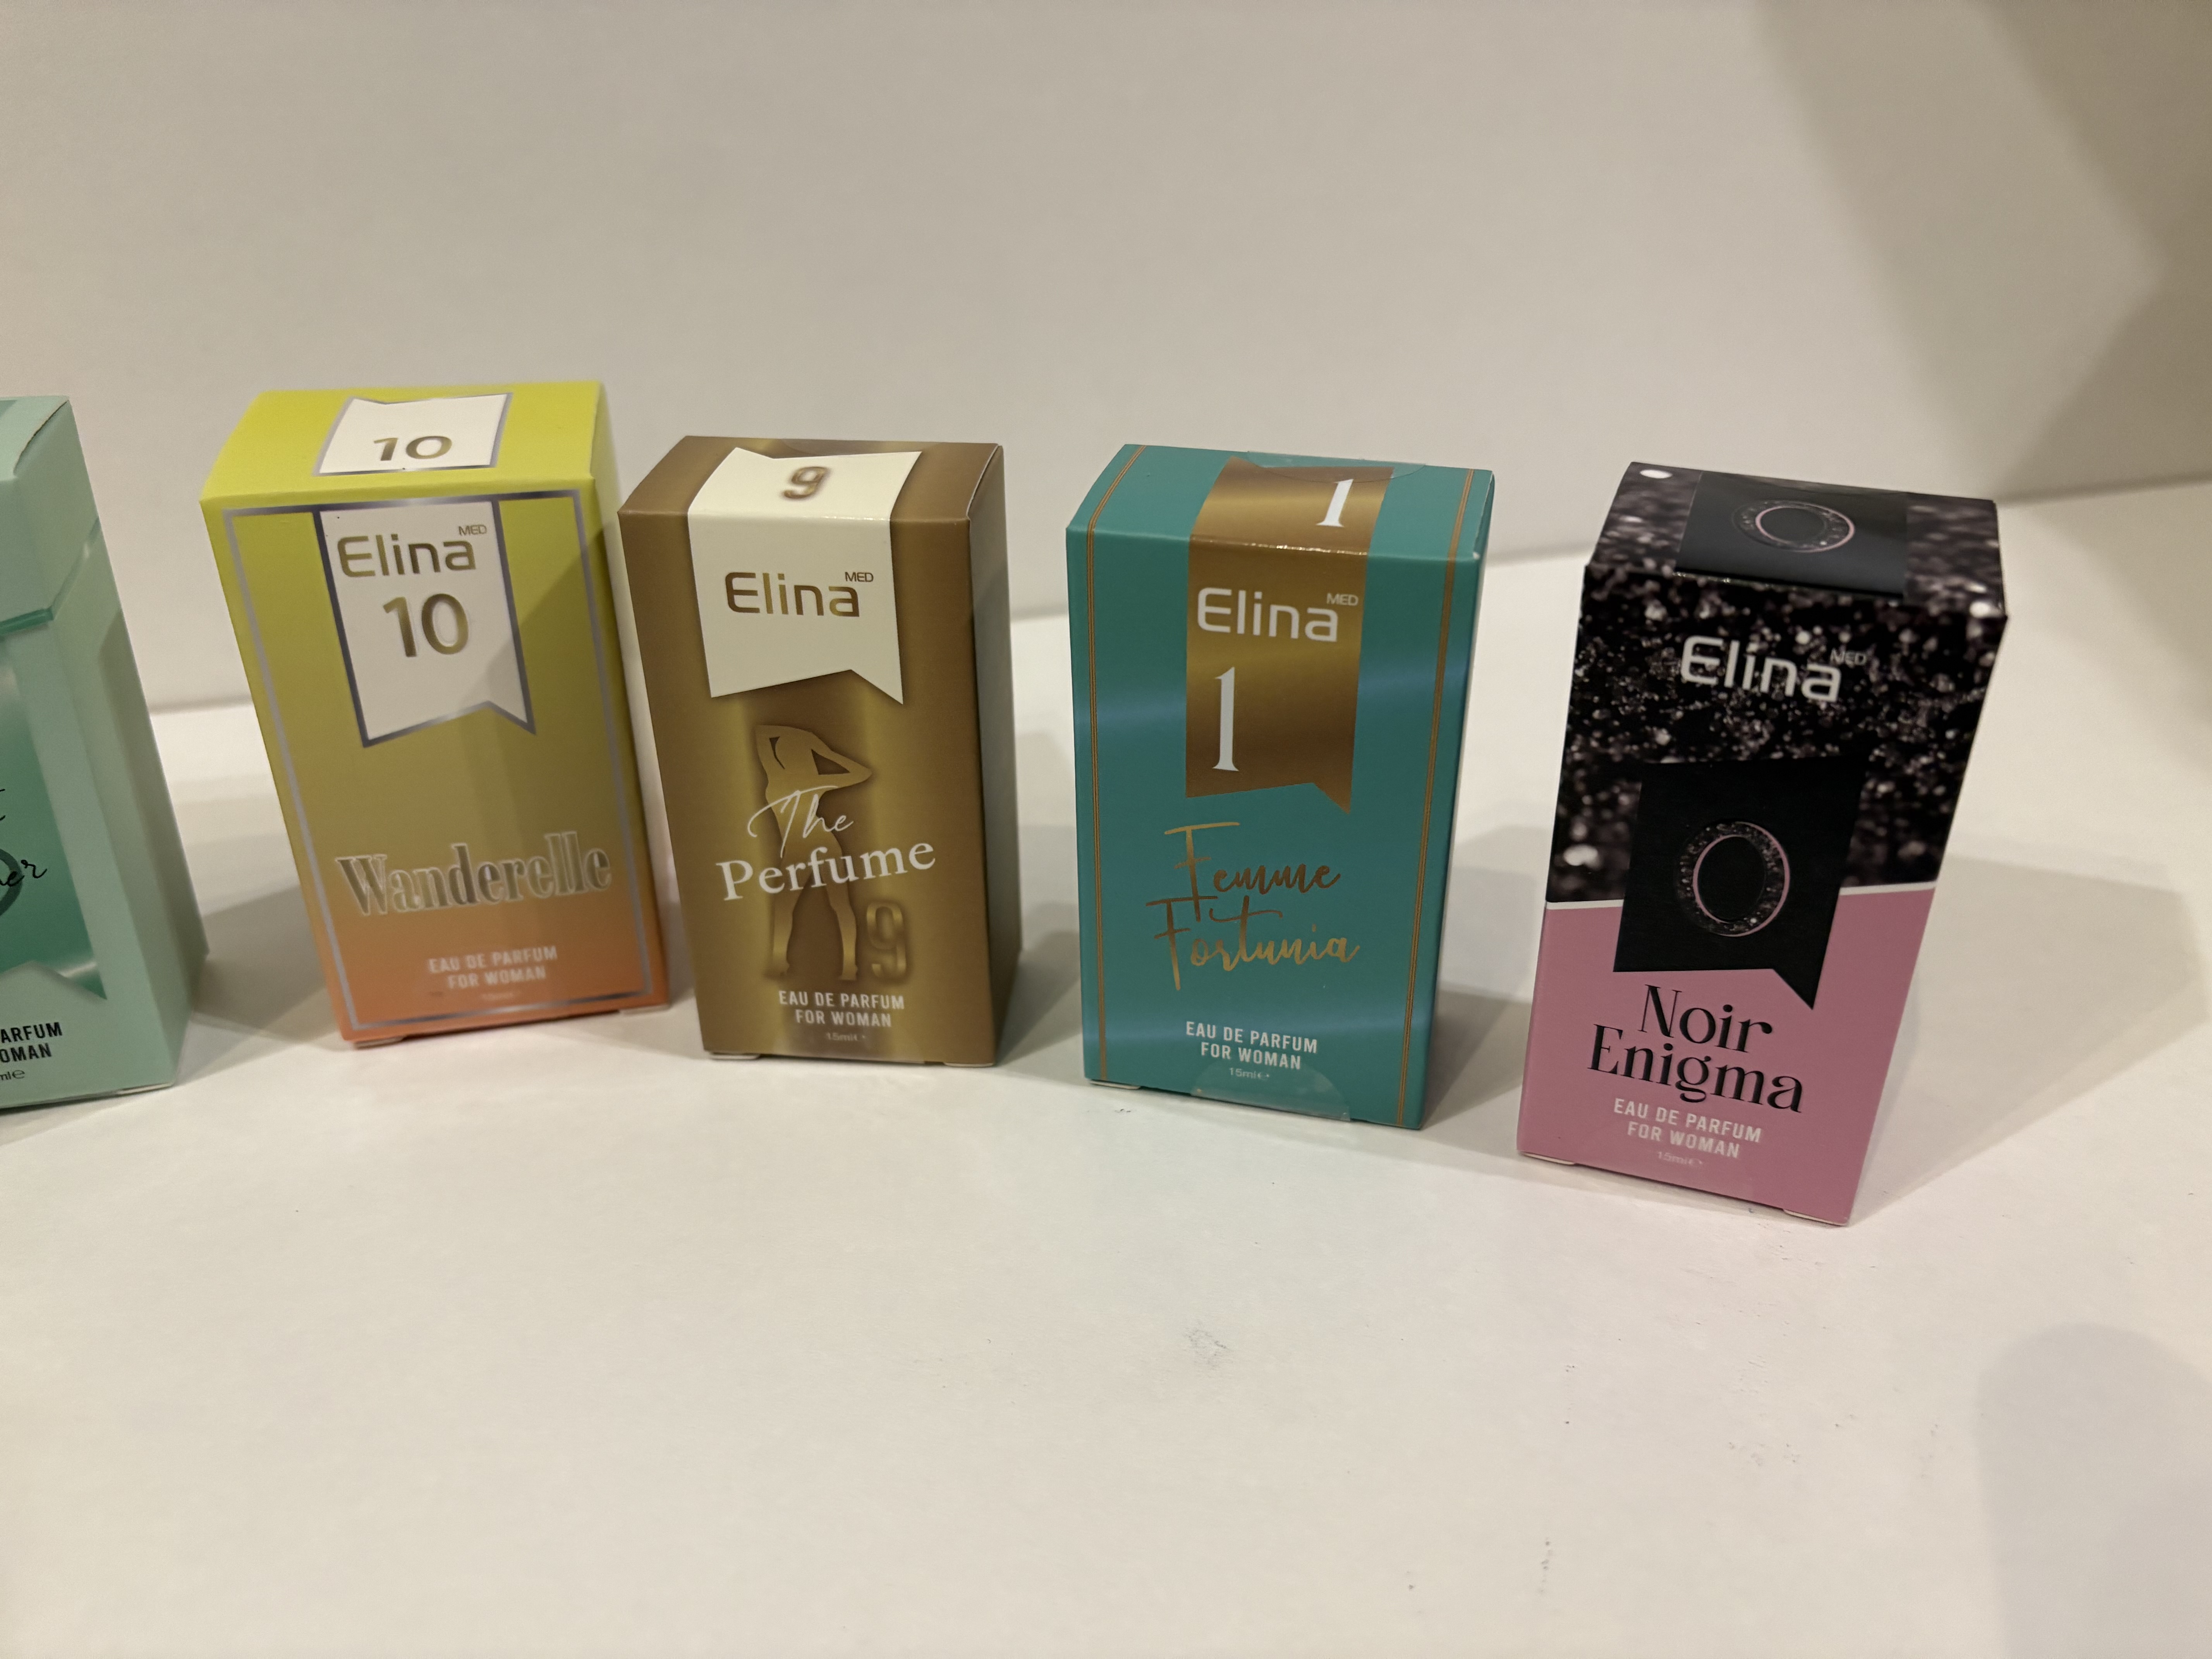 ARFUM
OMAN
10
Elina MED
10
Wanderelle
EAU DE PARFUM
FOR WOMAN
9
Elina MED
The
Perfume
9
EAU DE PARFUM
FOR WOMAN
15ml e
1
Elina MED
1
Femme
Fortunia
EAU DE PARFUM
FOR WOMAN
15ml e
0
Elina MED
0
Noir
Enigma
EAU DE PARFUM
FOR WOMAN
15ml e